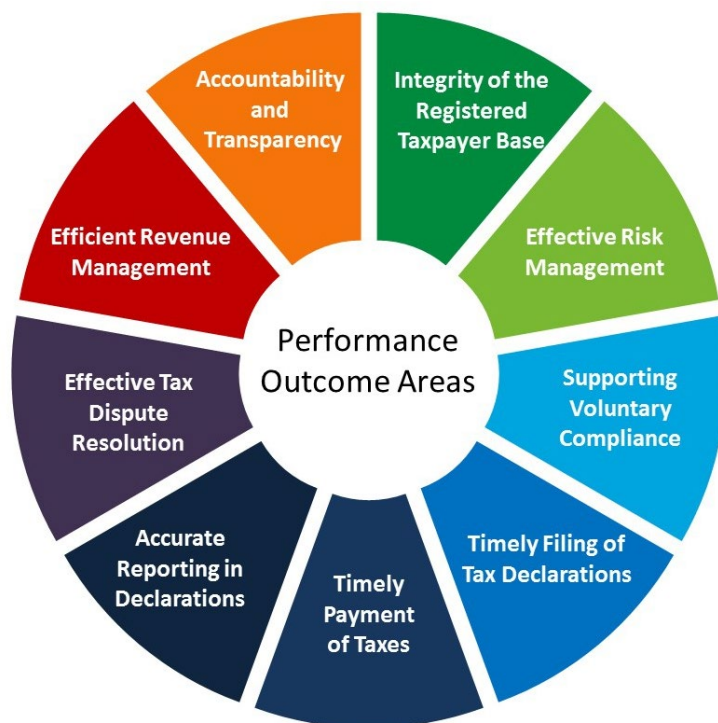 Performance
Outcome Areas
Integrity of the
Registered
Taxpayer Base
Effective Risk
Management
Supporting
Voluntary
Compliance
Timely Filing of
Tax Declarations
Timely
Payment
of Taxes
Accurate
Reporting in
Declarations
Effective Tax
Dispute
Resolution
Efficient Revenue
Management
Accountability
and
Transparency